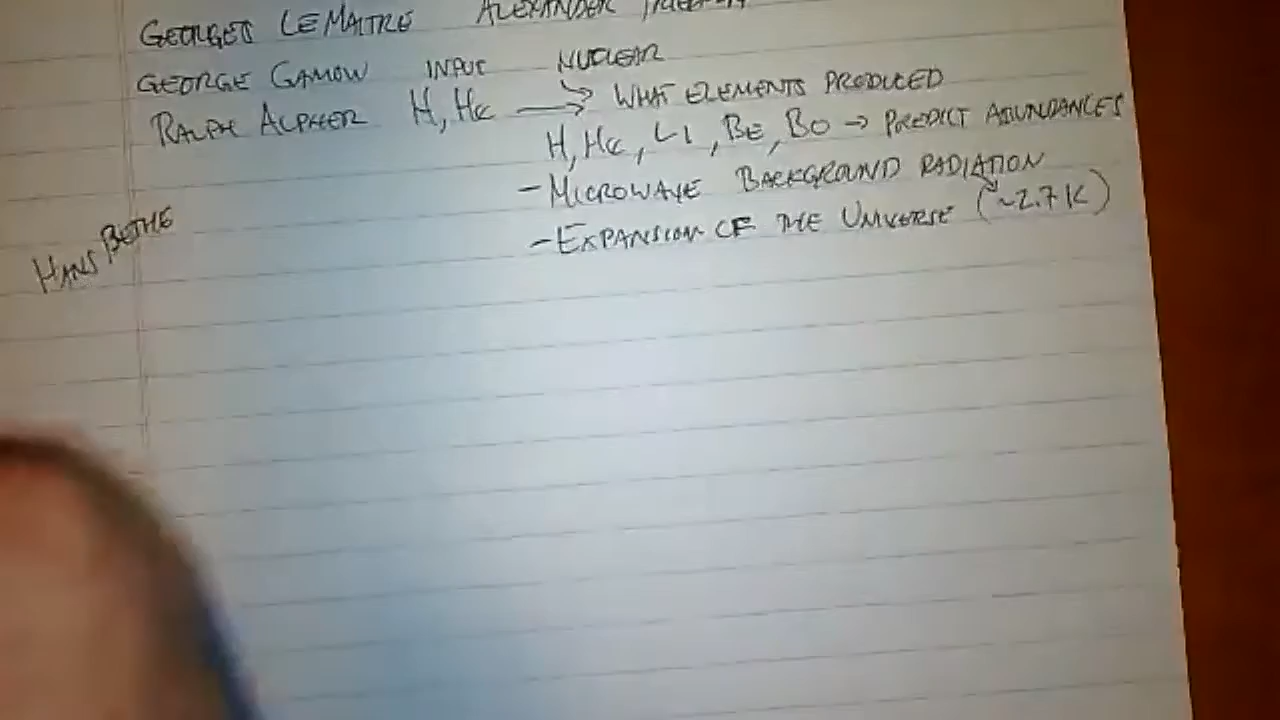 GEORGES LEMAITRE ALEXANDER
GEORGE GAMOW INPUT NUCLEAR
RALPH ALPHER H, He → WHAT ELEMENTS PRODUCED
H, He, LI, BE, BO → PREDICT ABUNDANCES
- MICROWAVE BACKGROUND RADIATION
- EXPANSION OF THE UNIVERSE (~2.7K)
HANS BETHE